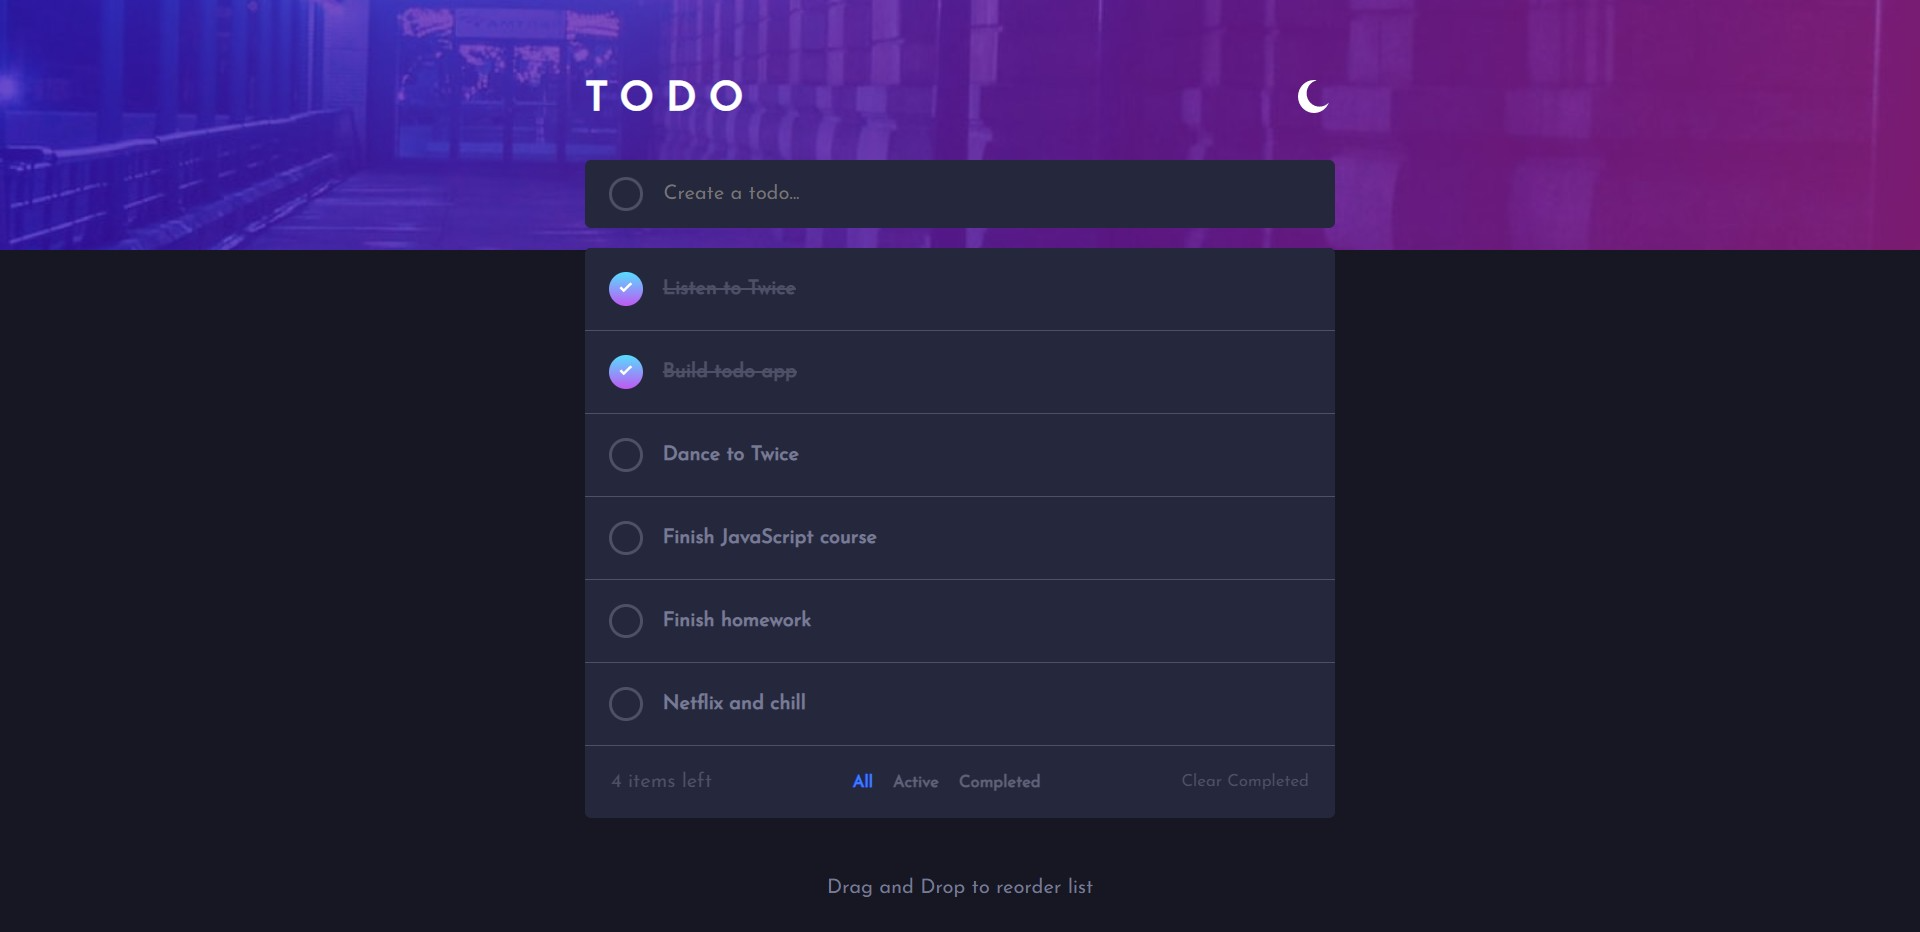 TODO
Create a todo...
Listen to Twice
Build todo app
Dance to Twice
Finish JavaScript course
Finish homework
Netflix and chill
4 items left All Active Completed Clear Completed
Drag and Drop to reorder list